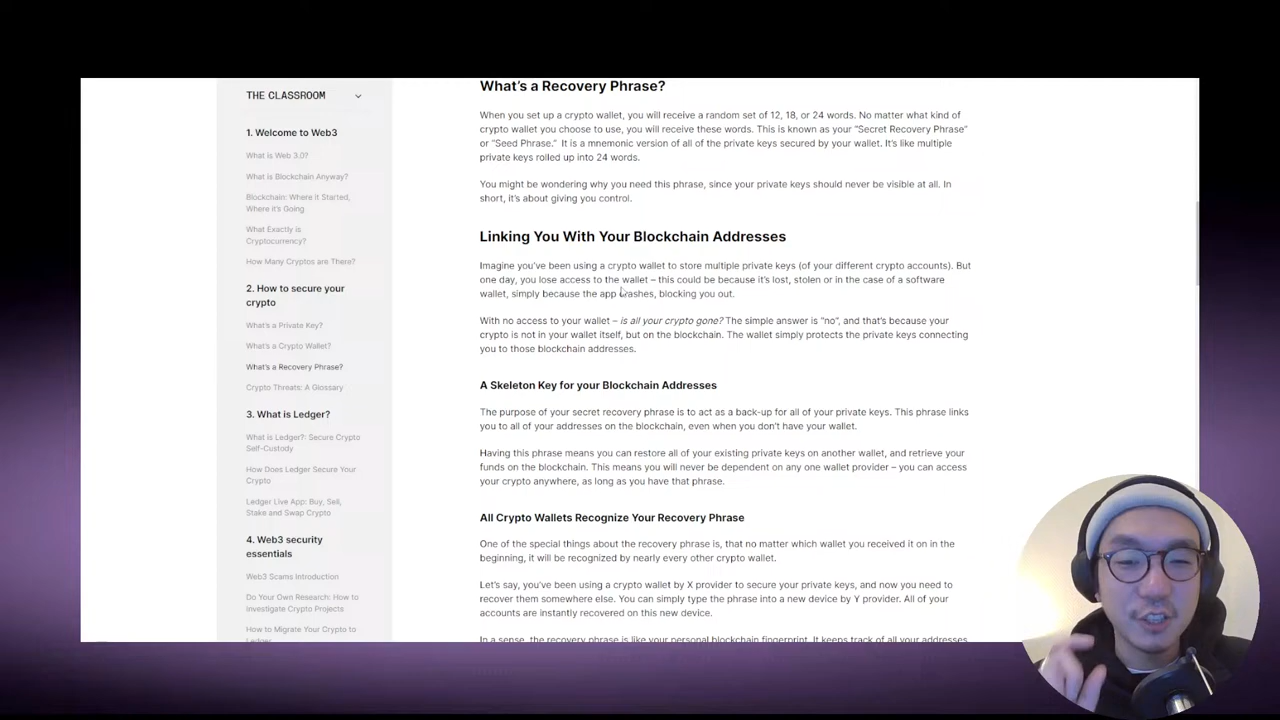 THE CLASSROOM
1. Welcome to Web3
What is Web 3.0?
What is Blockchain Anyway?
Blockchain: Where it Started,
Where it's Going
What Exactly is
Cryptocurrency?
How Many Cryptos are There?
2. How to secure your
crypto
What's a Private Key?
What's a Crypto Wallet?
What's a Recovery Phrase?
Crypto Threats: A Glossary
3. What is Ledger?
What is Ledger?: Secure Crypto
Self-Custody
How Does Ledger Secure Your
Crypto
Ledger Live App: Buy, Sell,
Stake and Swap Crypto
4. Web3 security
essentials
Web3 Scams Introduction
Do Your Own Research: How to
Investigate Crypto Projects
How to Migrate Your Crypto to
Ledger
What's a Recovery Phrase?
When you set up a crypto wallet, you will receive a random set of 12, 18, or 24 words. No matter what kind of
crypto wallet you choose to use, you will receive these words. This is known as your “Secret Recovery Phrase”
or “Seed Phrase.” It is a mnemonic version of all of the private keys secured by your wallet. It's like multiple
private keys rolled up into 24 words.
You might be wondering why you need this phrase, since your private keys should never be visible at all. In
short, it's about giving you control.
Linking You With Your Blockchain Addresses
Imagine you've been using a crypto wallet to store multiple private keys (of your different crypto accounts). But
one day, you lose access to the wallet – this could be because it's lost, stolen or in the case of a software
wallet, simply because the app crashes, blocking you out.
With no access to your wallet – is all your crypto gone? The simple answer is “no”, and that's because your
crypto is not in your wallet itself, but on the blockchain. The wallet simply protects the private keys connecting
you to those blockchain addresses.
A Skeleton Key for your Blockchain Addresses
The purpose of your secret recovery phrase is to act as a back-up for all of your private keys. This phrase links
you to all of your addresses on the blockchain, even when you don't have your wallet.
Having this phrase means you can restore all of your existing private keys on another wallet, and retrieve your
funds on the blockchain. This means you will never be dependent on any one wallet provider – you can access
your crypto anywhere, as long as you have that phrase.
All Crypto Wallets Recognize Your Recovery Phrase
One of the special things about the recovery phrase is, that no matter which wallet you received it on in the
beginning, it will be recognized by nearly every other crypto wallet.
Let's say, you've been using a crypto wallet by X provider to secure your private keys, and now you need to
recover them somewhere else. You can simply type the phrase into a new device by Y provider. All of your
accounts are instantly recovered on this new device.
In a sense, the recovery phrase is like your personal blockchain fingerprint. It keeps track of all your addresses